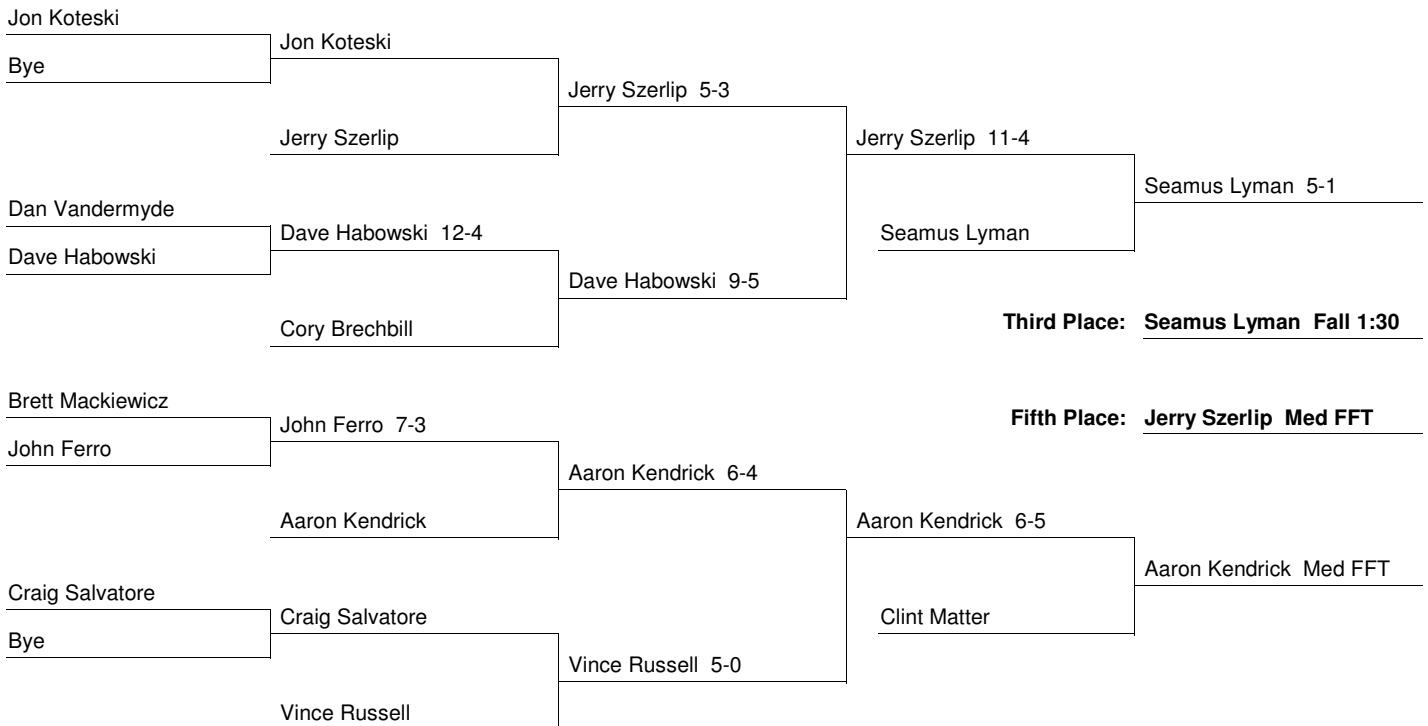 Jon Koteski
Jon Koteski
Bye
Jerry Szerlip 5-3
Jerry Szerlip
Jerry Szerlip 11-4
Seamus Lyman 5-1
Dan Vandermyde
Dave Habowski 12-4
Seamus Lyman
Dave Habowski
Dave Habowski 9-5
Cory Brechbill
Third Place: Seamus Lyman Fall 1:30
Brett Mackiewicz
John Ferro 7-3
Fifth Place: Jerry Szerlip Med FFT
John Ferro
Aaron Kendrick 6-4
Aaron Kendrick
Aaron Kendrick 6-5
Aaron Kendrick Med FFT
Craig Salvatore
Craig Salvatore
Clint Matter
Bye
Vince Russell 5-0
Vince Russell